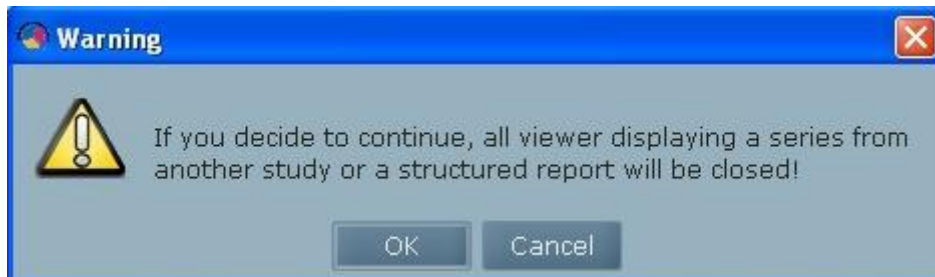 Warning
If you decide to continue, all viewer displaying a series from
another study or a structured report will be closed!
OK Cancel